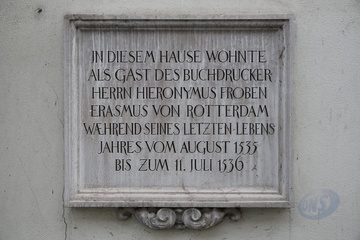 IN DIESEM HAUSE WOHNTE
ALS GAST DES BUCHDRUCKER
HERRN HIERONYMUS FROBEN
ERASMUS VON ROTTERDAM
WÆHREND SEINES LETZTEN LEBENS
JAHRES VOM AUGUST 1535
BIS ZUM 11. JULI 1536